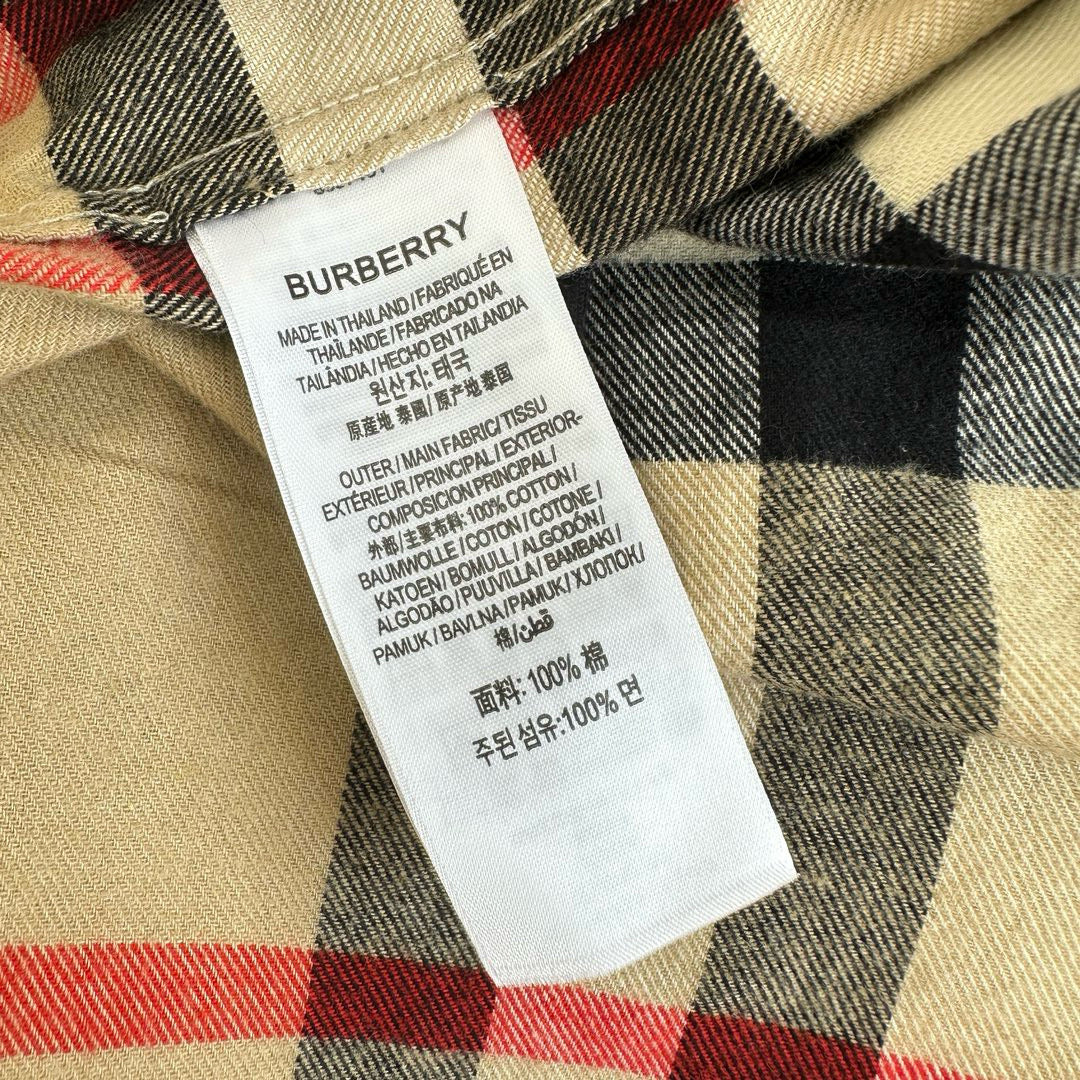 BURBERRY
MADE IN THAILAND/FABRIQUÉ EN
THAÏLANDE/FABRICADO NA
TAILÂNDIA/HECHO EN TAILANDIA
원산지:태국
原産地 泰國/原产地 泰国
OUTER/MAIN FABRIC/TISSU
EXTÉRIEUR/PRINCIPAL/EXTERIOR-
COMPOSICION PRINCIPAL/
外部/主要布料:100% COTTON/
BAUMWOLLE/COTON/COTONE/
KATOEN/BOMULL/ALGODÓN/
ALGODÃO/PUUVILLA/BAMBAKI/
PAMUK/BAVLNA/PAMUK/ХЛОПОК/
棉/قطن
面料:100% 棉
주된 섬유:100% 면